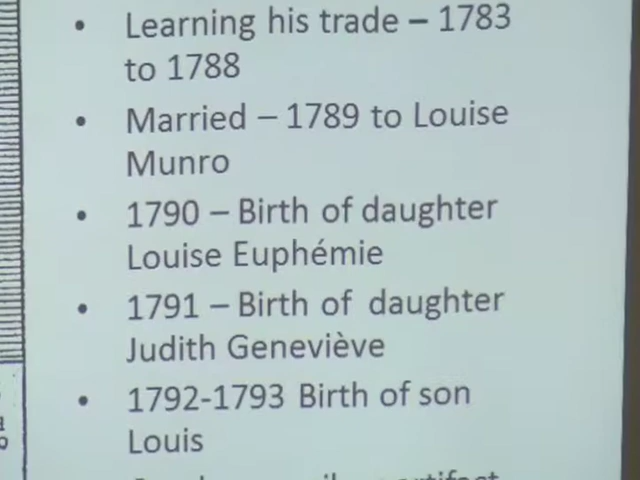 • Learning his trade – 1783
to 1788
• Married – 1789 to Louise
Munro
• 1790 – Birth of daughter
Louise Euphémie
• 1791 – Birth of daughter
Judith Geneviève
• 1792-1793 Birth of son
Louis